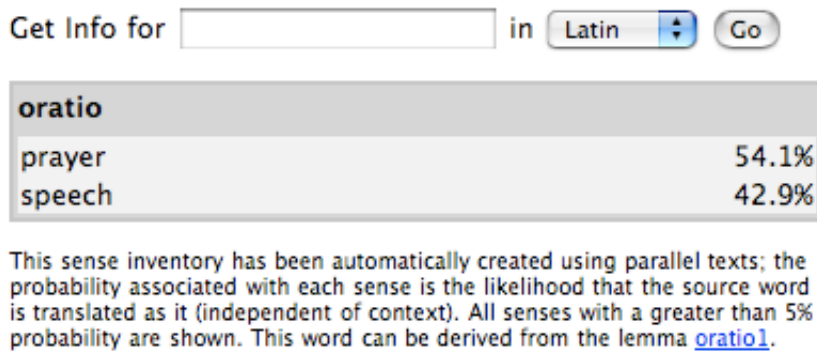 Get Info for in Latin Go
oratio
prayer 54.1%
speech 42.9%
This sense inventory has been automatically created using parallel texts; the
probability associated with each sense is the likelihood that the source word
is translated as it (independent of context). All senses with a greater than 5%
probability are shown. This word can be derived from the lemma oratio1.